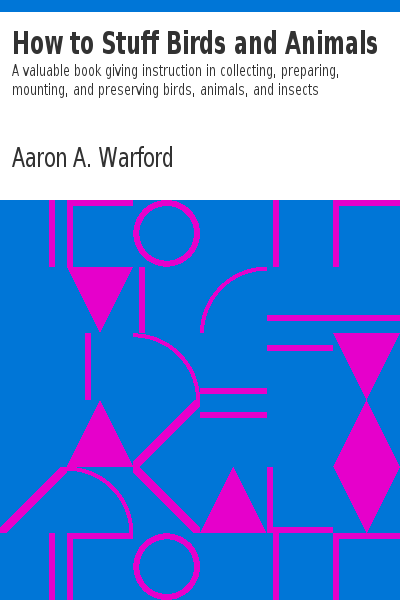 How to Stuff Birds and Animals
A valuable book giving instruction in collecting, preparing,
mounting, and preserving birds, animals, and insects
Aaron A. Warford